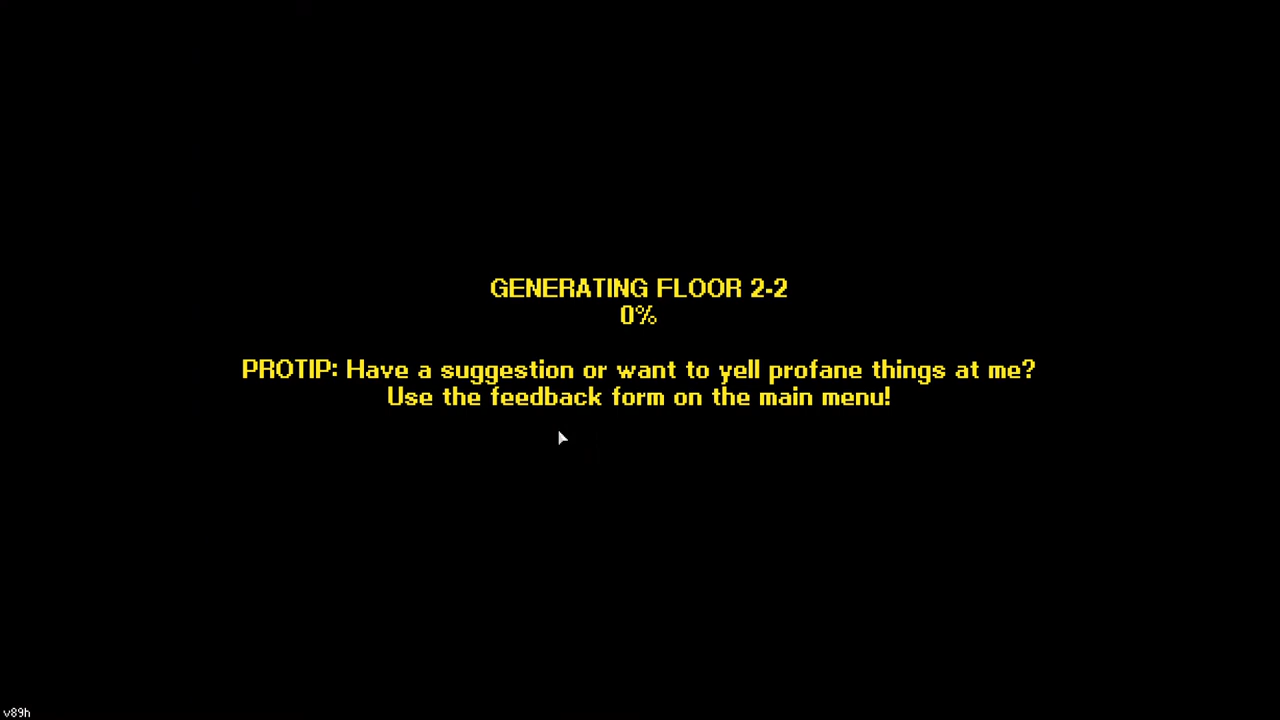 GENERATING FLOOR 2-2
0%
PROTIP: Have a suggestion or want to yell profane things at me?
Use the feedback form on the main menu!
v89h